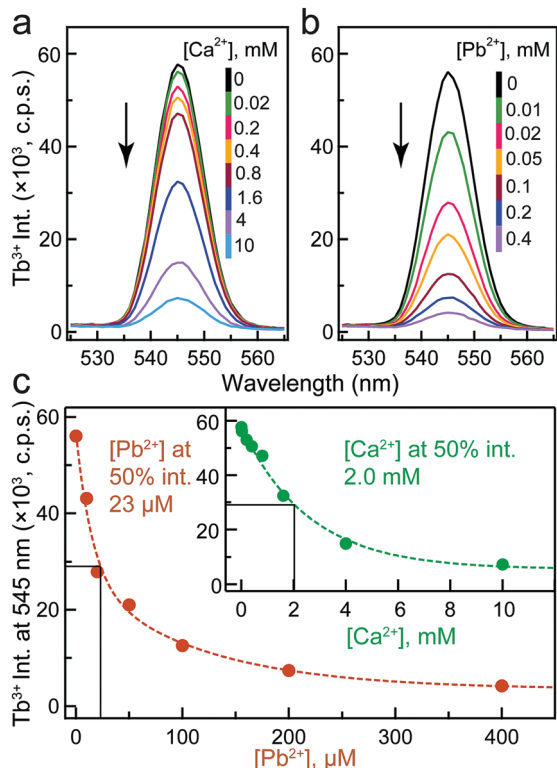 a
[Ca²⁺], mM
0
0.02
0.2
0.4
0.8
1.6
4
10
Tb³⁺ Int. (×10³, c.p.s.)
60
40
20
0
530 540 550 560
b
[Pb²⁺], mM
0
0.01
0.02
0.05
0.1
0.2
0.4
60
40
20
0
530 540 550 560
Wavelength (nm)
c
Tb³⁺ Int. at 545 nm (×10³, c.p.s.)
60
40
20
0
[Pb²⁺] at
50% int.
23 µM
60
30
0
[Ca²⁺] at 50% int.
2.0 mM
0 2 4 6 8 10
[Ca²⁺], mM
0 100 200 300 400
[Pb²⁺], µM